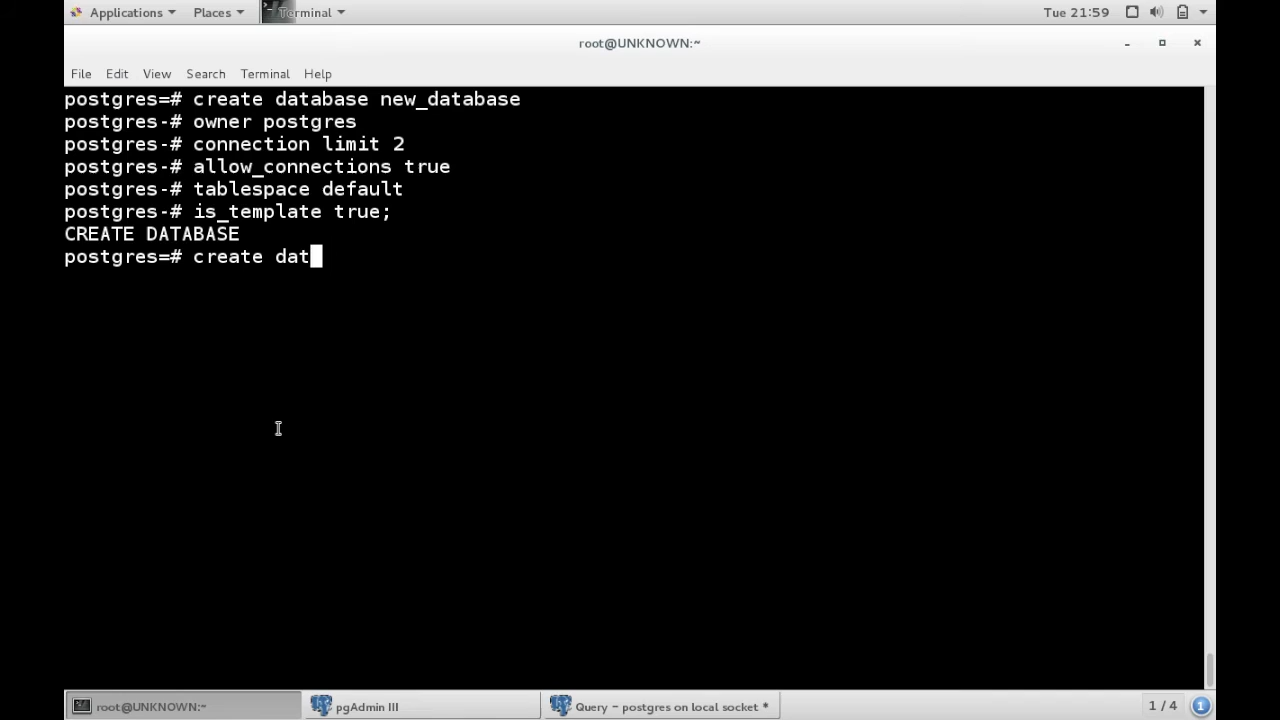 Applications Places Terminal Tue 21:59
root@UNKNOWN:~
File Edit View Search Terminal Help
postgres=# create database new_database
postgres-# owner postgres
postgres-# connection limit 2
postgres-# allow_connections true
postgres-# tablespace default
postgres-# is_template true;
CREATE DATABASE
postgres=# create dat
root@UNKNOWN:~ pgAdmin III Query - postgres on local socket * 1 / 4 1